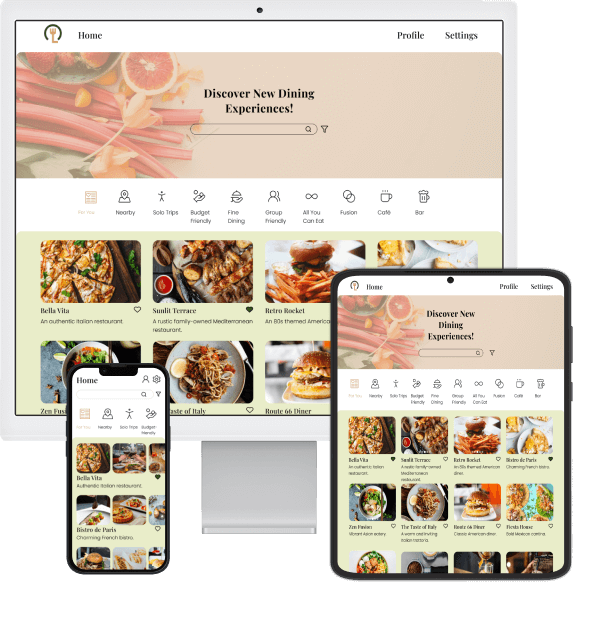 Home
Profile
Settings
Discover New Dining
Experiences!
For You
Nearby
Solo Trips
Budget
Friendly
Fine
Dining
Group
Friendly
All You
Can Eat
Fusion
Café
Bar
Bella Vita
An authentic italian restaurant.
Sunlit Terrace
A rustic family-owned Mediterranean
restaurant.
Retro Rocket
An 80s themed American
Zen Fusion
Taste of Italy
Route 66 Diner
Home
For You
Nearby
Solo Trips
Budget
Friendly
Bella Vita
Authentic italian restaurant.
Bistro de Paris
Charming French bistro.
Home
Profile
Settings
Discover New
Dining
Experiences!
For You
Nearby
Solo Trips
Budget
Friendly
Fine
Dining
Group
Friendly
All You
Can Eat
Fusion
Café
Bar
Bella Vita
An authentic italian
restaurant.
Sunlit Terrace
A rustic family-owned
Mediterranean
restaurant.
Retro Rocket
An 80s themed American
diner.
Bistro de Paris
Charming French bistro.
Zen Fusion
Vibrant Asian eatery.
The Taste of Italy
A warm and inviting
italian trattoria.
Route 66 Diner
Classic American diner.
Fiesta House
Bold Mexican cantina.